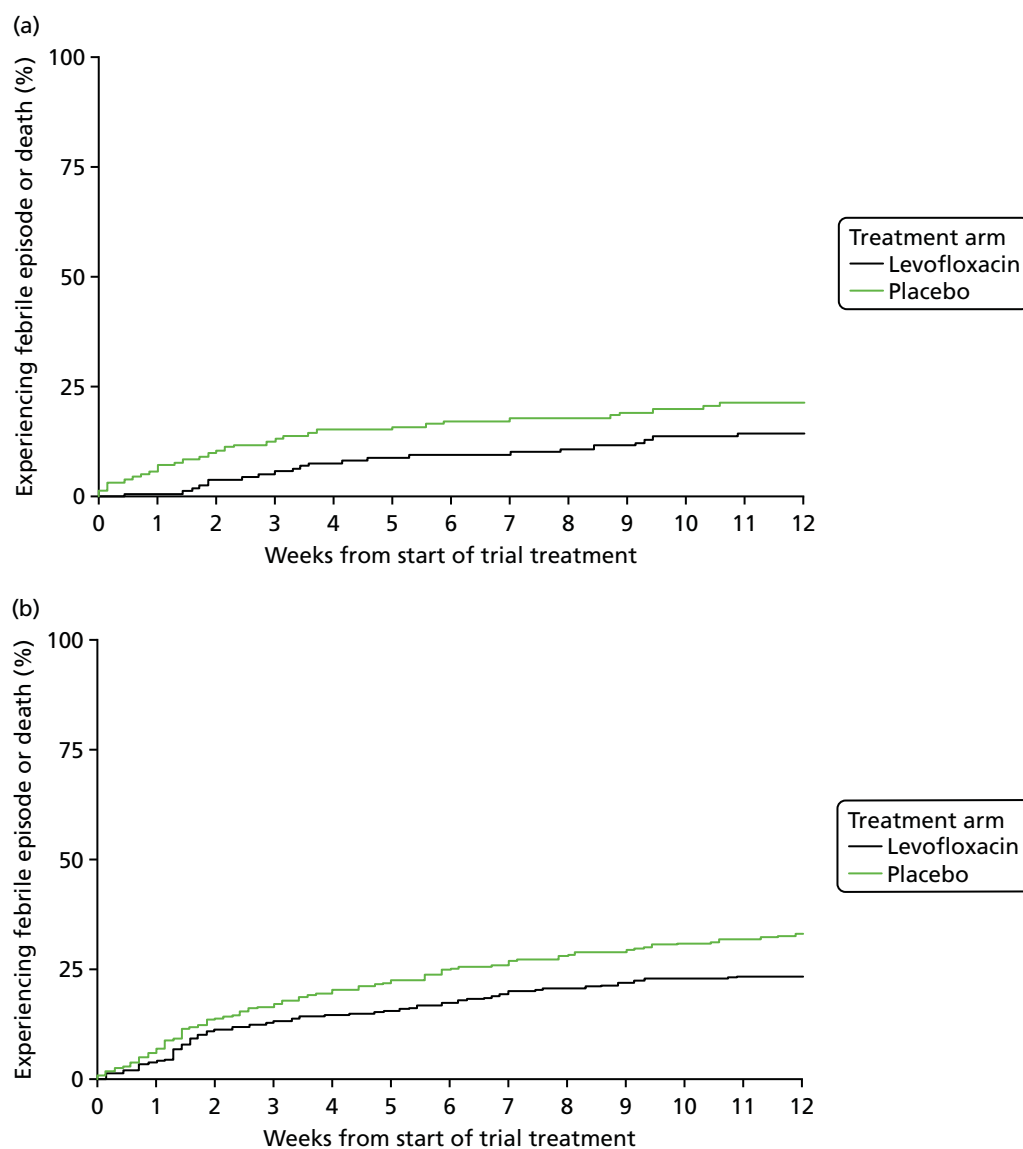 (a)
100
75
50
25
0
Experiencing febrile episode or death (%)
0 1 2 3 4 5 6 7 8 9 10 11 12
Weeks from start of trial treatment
Treatment arm
Levofloxacin
Placebo
(b)
100
75
50
25
0
Experiencing febrile episode or death (%)
0 1 2 3 4 5 6 7 8 9 10 11 12
Weeks from start of trial treatment
Treatment arm
Levofloxacin
Placebo